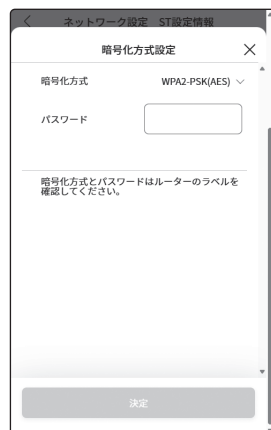 ネットワーク設定 ST設定情報
暗号化方式設定
暗号化方式 WPA2-PSK(AES)
パスワード
暗号化方式とパスワードはルーターのラベルを
確認してください。
決定